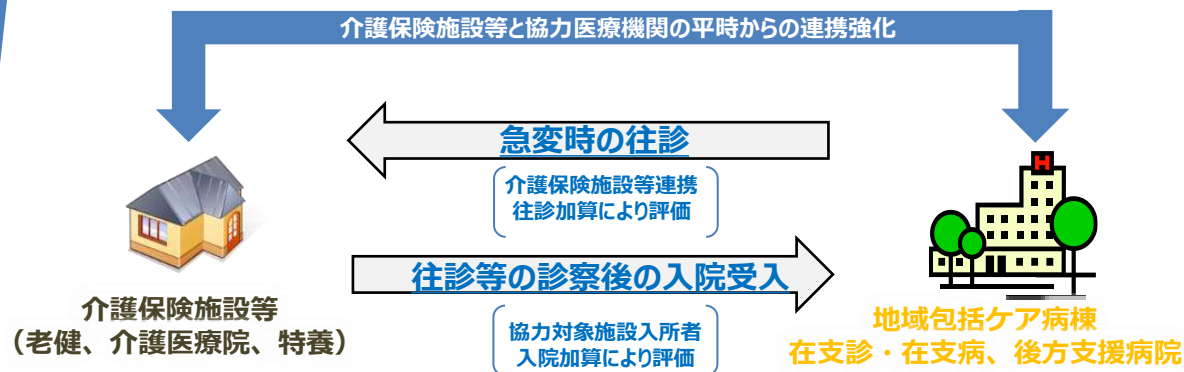 介護保険施設等と協力医療機関の平時からの連携強化
急変時の往診
介護保険施設等連携
往診加算により評価
往診等の診察後の入院受入
協力対象施設入所者
入院加算により評価
介護保険施設等
（老健、介護医療院、特養）
H
地域包括ケア病棟
在支診・在支病、後方支援病院